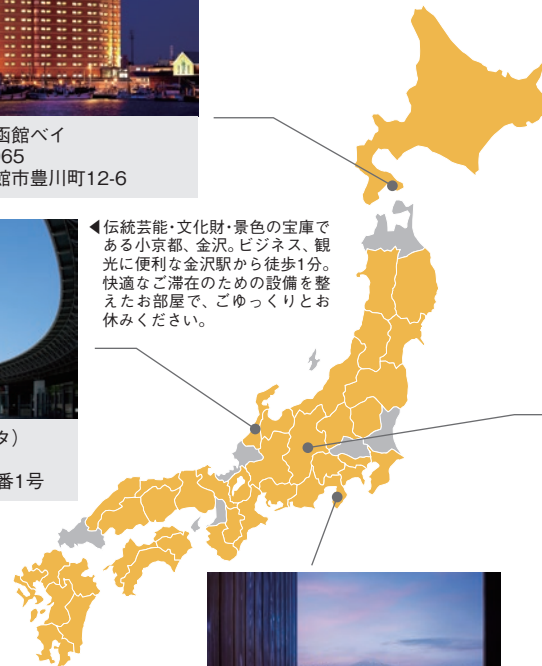 函館ベイ
065
館市豊川町12-6
◀伝統芸能・文化財・景色の宝庫で
ある小京都、金沢。ビジネス、観
光に便利な金沢駅から徒歩1分。
快適なご滞在のための設備を整
えたお部屋で、ごゆっくりとお
休みください。
タ）
番1号